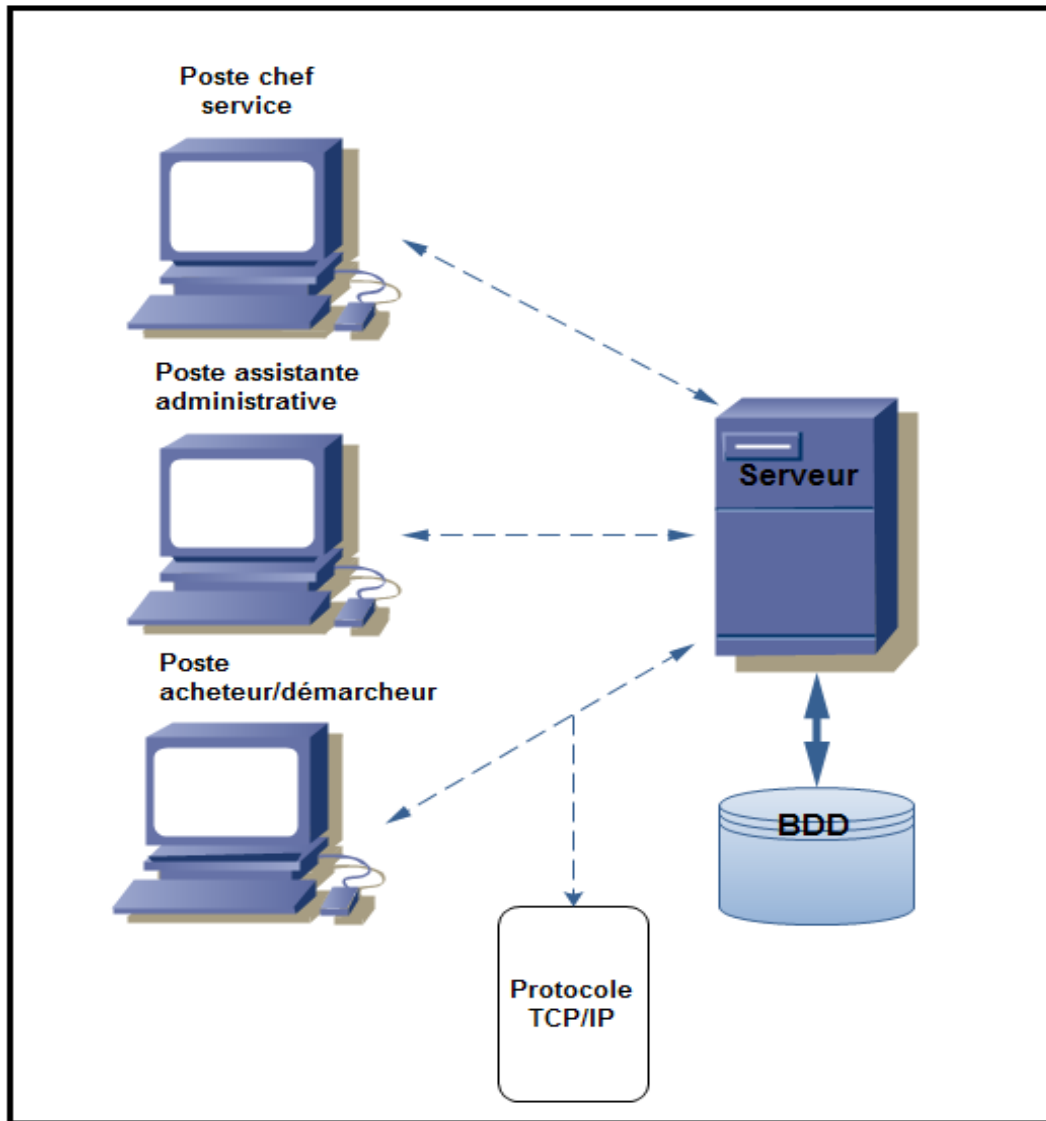 Poste chef
service
Poste assistante
administrative
Serveur
Poste
acheteur/démarcheur
BDD
Protocole
TCP/IP